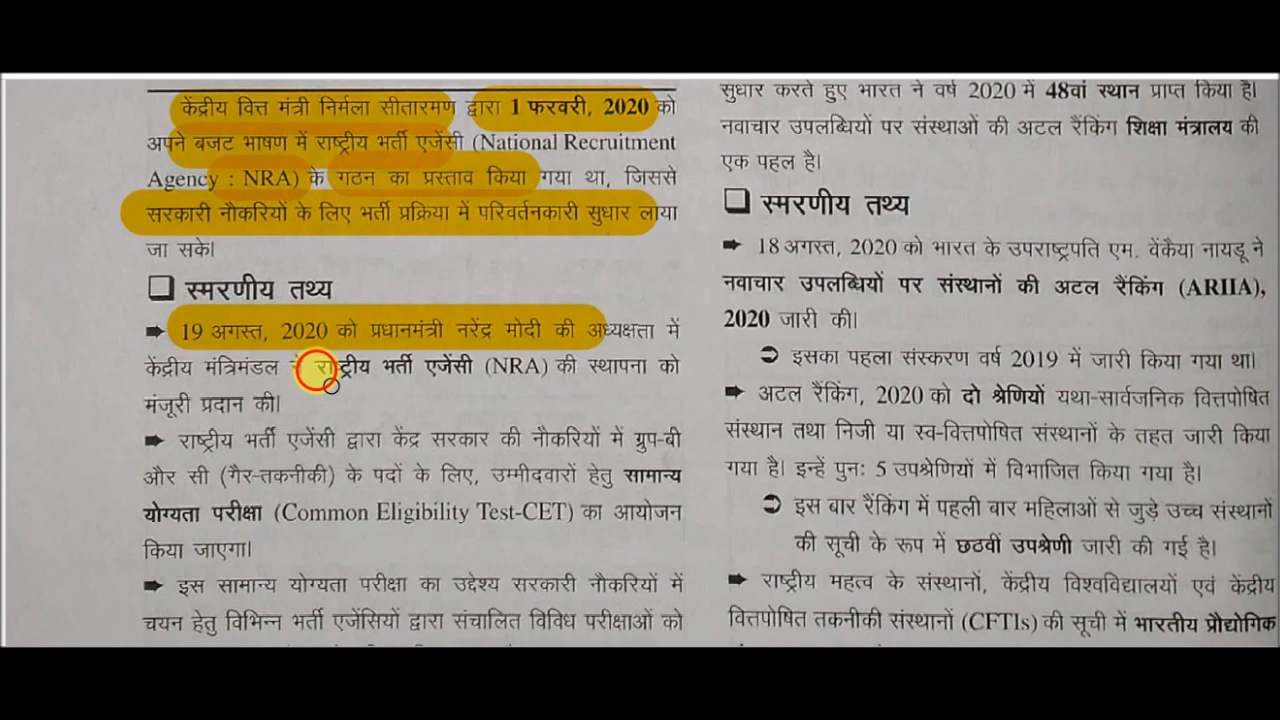 केंद्रीय वित्त मंत्री निर्मला सीतारमण द्वारा 1 फरवरी, 2020 को
अपने बजट भाषण में राष्ट्रीय भर्ती एजेंसी (National Recruitment
Agency : NRA) के गठन का प्रस्ताव किया गया था, जिससे
सरकारी नौकरियों के लिए भर्ती प्रक्रिया में परिवर्तनकारी सुधार लाया
जा सके।
❑ स्मरणीय तथ्य
➡ 19 अगस्त, 2020 को प्रधानमंत्री नरेंद्र मोदी की अध्यक्षता में
केंद्रीय मंत्रिमंडल ने राष्ट्रीय भर्ती एजेंसी (NRA) की स्थापना को
मंजूरी प्रदान की।
➡ राष्ट्रीय भर्ती एजेंसी द्वारा केंद्र सरकार की नौकरियों में ग्रुप-बी
और सी (गैर-तकनीकी) के पदों के लिए, उम्मीदवारों हेतु सामान्य
योग्यता परीक्षा (Common Eligibility Test-CET) का आयोजन
किया जाएगा।
➡ इस सामान्य योग्यता परीक्षा का उद्देश्य सरकारी नौकरियों में
चयन हेतु विभिन्न भर्ती एजेंसियों द्वारा संचालित विविध परीक्षाओं को
सुधार करते हुए भारत ने वर्ष 2020 में 48वां स्थान प्राप्त किया है।
नवाचार उपलब्धियों पर संस्थाओं की अटल रैंकिंग शिक्षा मंत्रालय की
एक पहल है।
❑ स्मरणीय तथ्य
➡ 18 अगस्त, 2020 को भारत के उपराष्ट्रपति एम. वेंकैया नायडू ने
नवाचार उपलब्धियों पर संस्थानों की अटल रैंकिंग (ARIIA),
2020 जारी की।
➲ इसका पहला संस्करण वर्ष 2019 में जारी किया गया था।
➡ अटल रैंकिंग, 2020 को दो श्रेणियों यथा-सार्वजनिक वित्तपोषित
संस्थान तथा निजी या स्व-वित्तपोषित संस्थानों के तहत जारी किया
गया है। इन्हें पुन: 5 उपश्रेणियों में विभाजित किया गया है।
➲ इस बार रैंकिंग में पहली बार महिलाओं से जुड़े उच्च संस्थानों
की सूची के रूप में छठवीं उपश्रेणी जारी की गई है।
➡ राष्ट्रीय महत्व के संस्थानों, केंद्रीय विश्वविद्यालयों एवं केंद्रीय
वित्तपोषित तकनीकी संस्थानों (CFTIs) की सूची में भारतीय प्रौद्योगिक